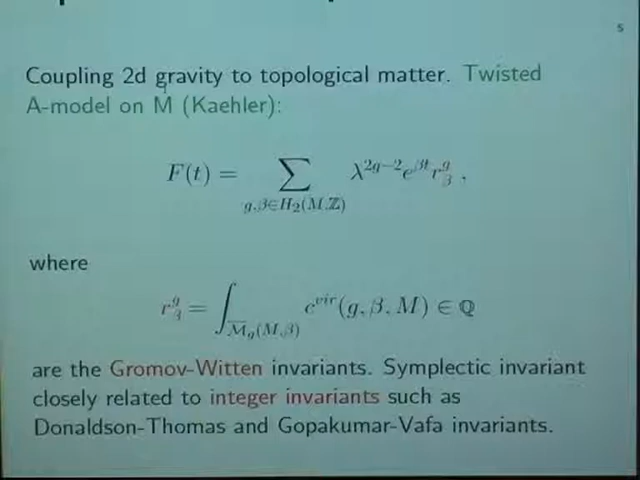 5
Coupling 2d gravity to topological matter. Twisted
A-model on M (Kaehler):
F(t) = ∑_{g,β∈H₂(M,ℤ)} λ^{2g−2} e^{βt} r^g_β ,
where
r^g_β = ∫_{M̅_g(M,β)} c^{vir}(g, β, M) ∈ ℚ
are the Gromov-Witten invariants. Symplectic invariant
closely related to integer invariants such as
Donaldson-Thomas and Gopakumar-Vafa invariants.